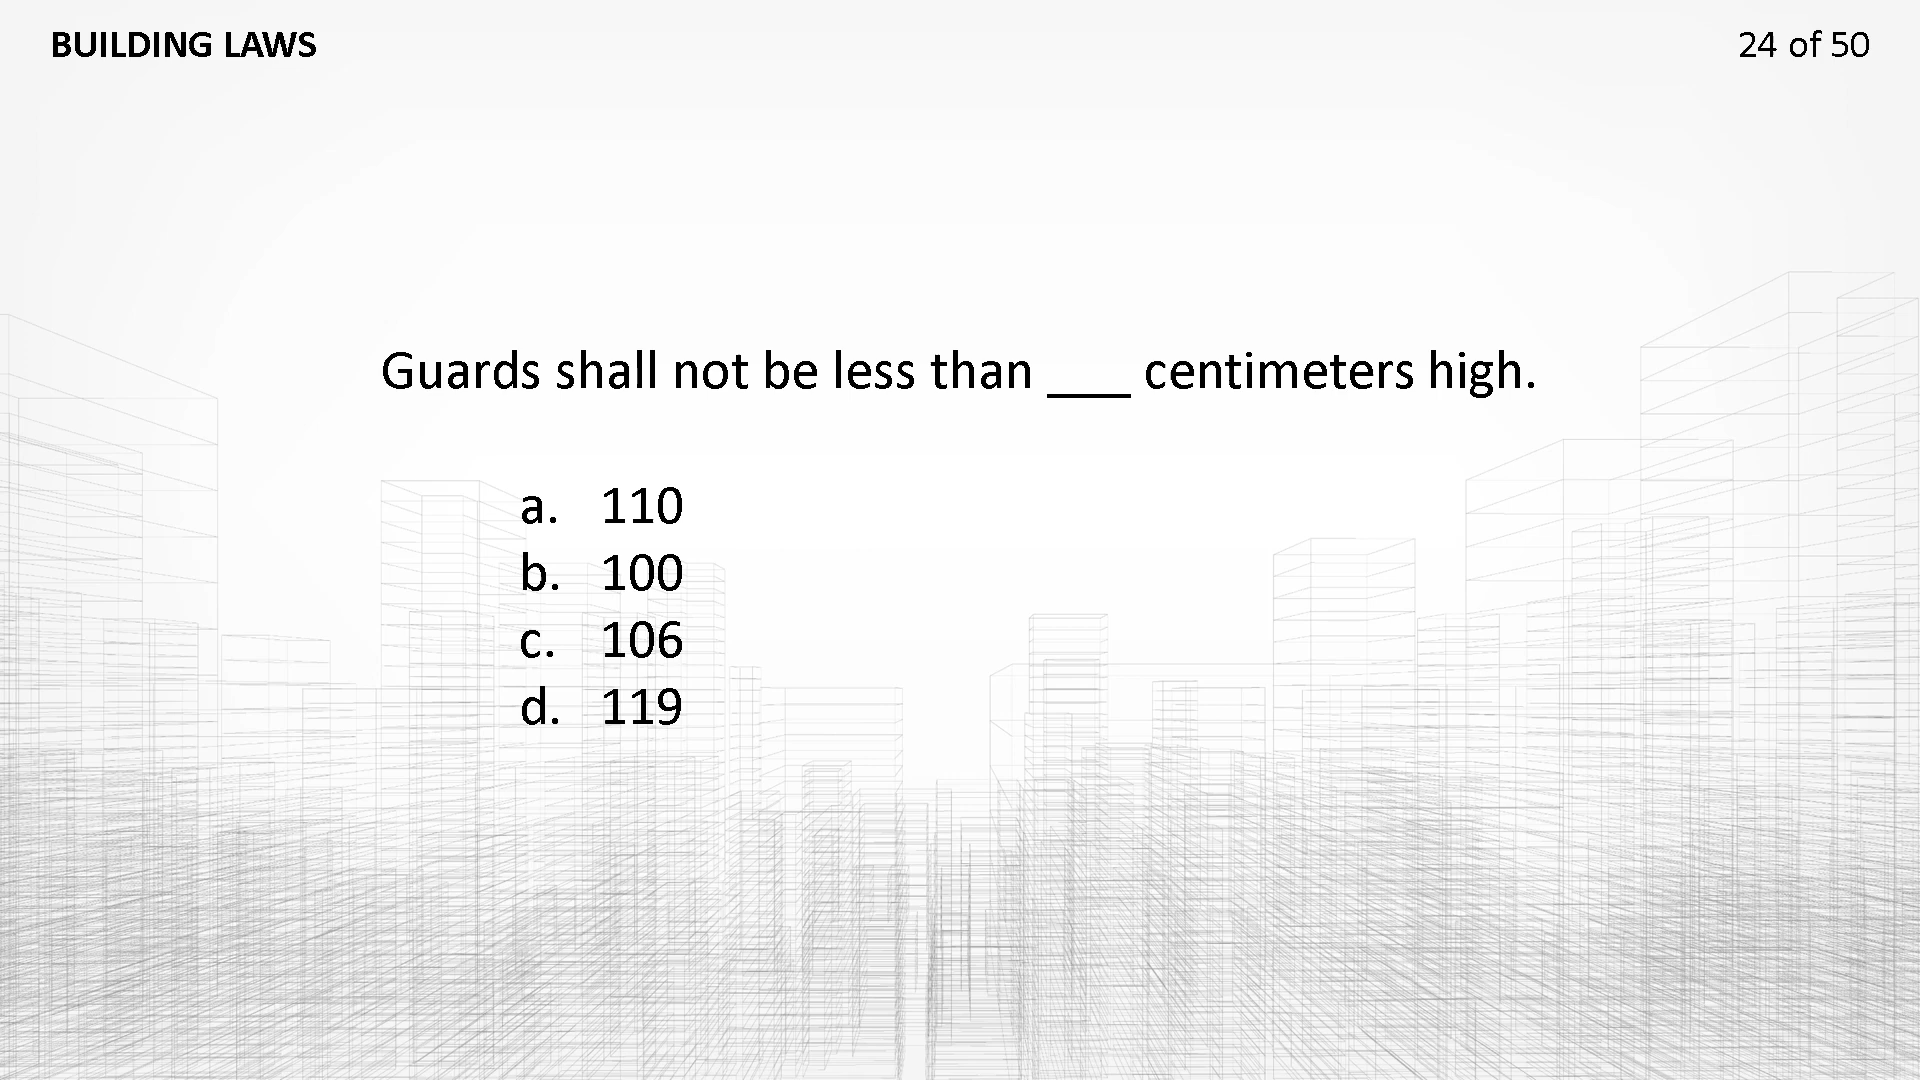 BUILDING LAWS
24 of 50
Guards shall not be less than ___ centimeters high.
a. 110
b. 100
c. 106
d. 119